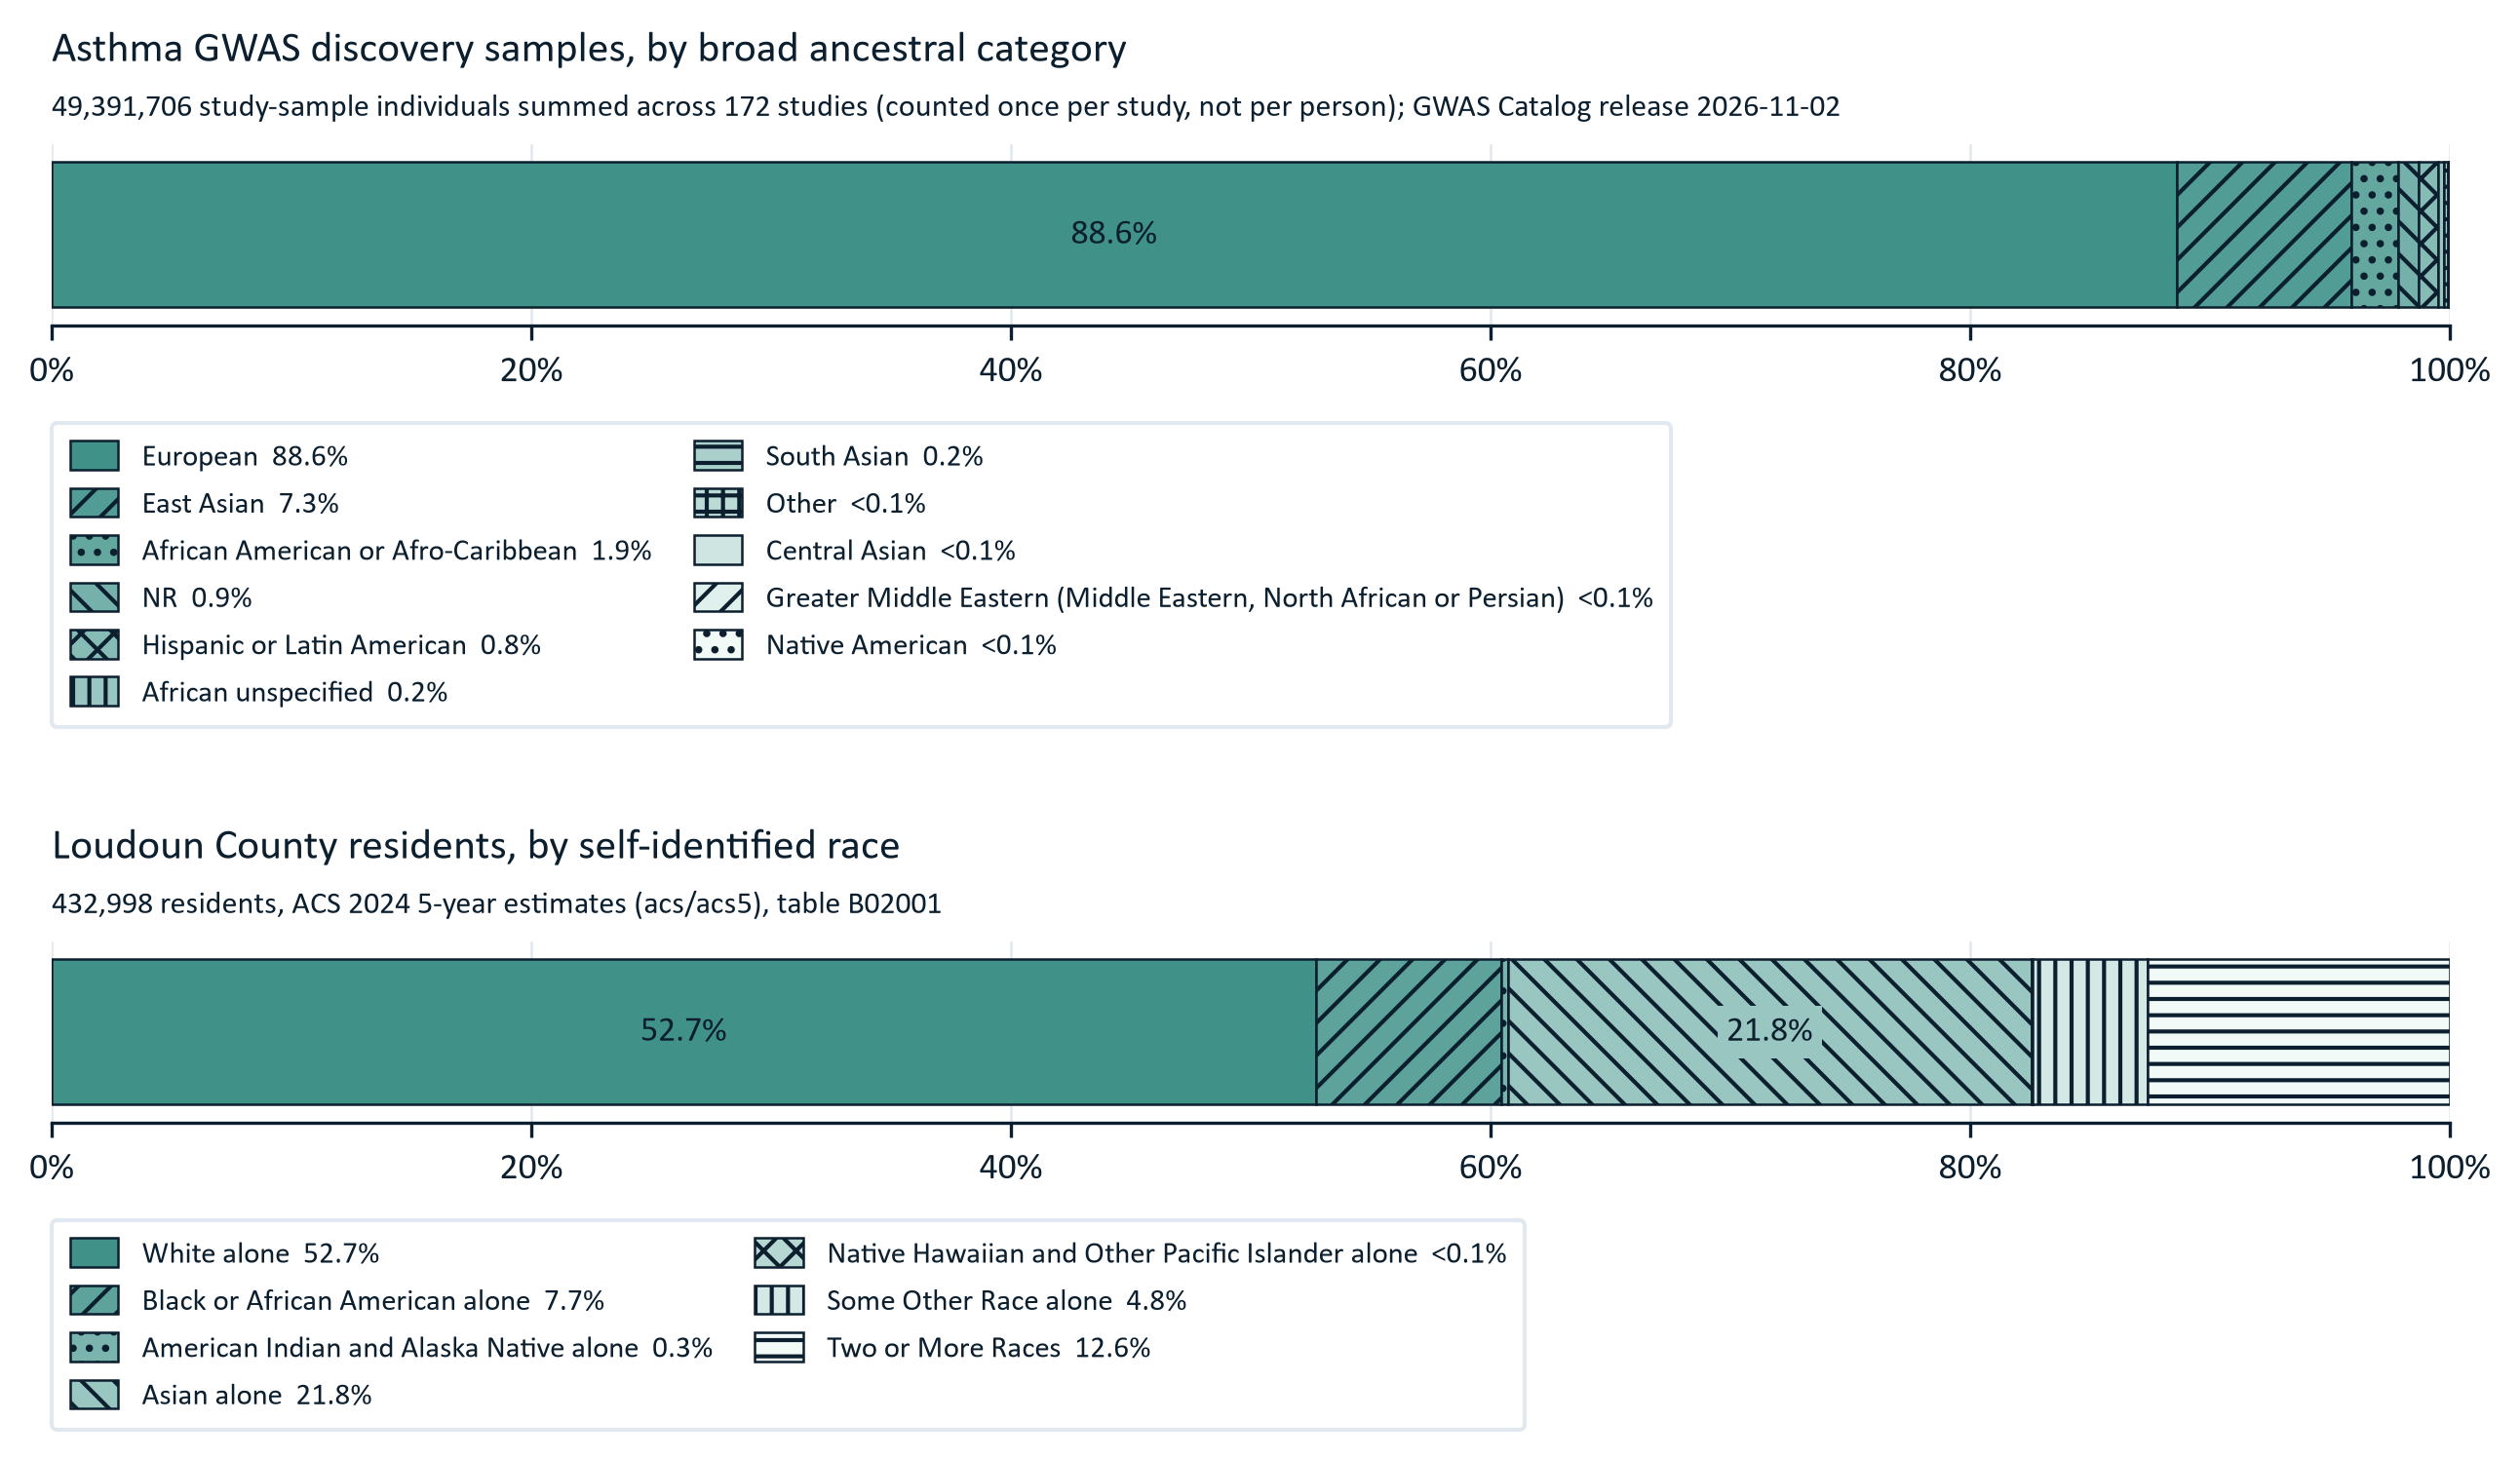 Asthma GWAS discovery samples, by broad ancestral category
49,391,706 study-sample individuals summed across 172 studies (counted once per study, not per person); GWAS Catalog release 2026-11-02
88.6%
0% 20% 40% 60% 80% 100%
European 88.6%
East Asian 7.3%
African American or Afro-Caribbean 1.9%
NR 0.9%
Hispanic or Latin American 0.8%
African unspecified 0.2%
South Asian 0.2%
Other <0.1%
Central Asian <0.1%
Greater Middle Eastern (Middle Eastern, North African or Persian) <0.1%
Native American <0.1%
Loudoun County residents, by self-identified race
432,998 residents, ACS 2024 5-year estimates (acs/acs5), table B02001
52.7% 21.8%
0% 20% 40% 60% 80% 100%
White alone 52.7%
Black or African American alone 7.7%
American Indian and Alaska Native alone 0.3%
Asian alone 21.8%
Native Hawaiian and Other Pacific Islander alone <0.1%
Some Other Race alone 4.8%
Two or More Races 12.6%